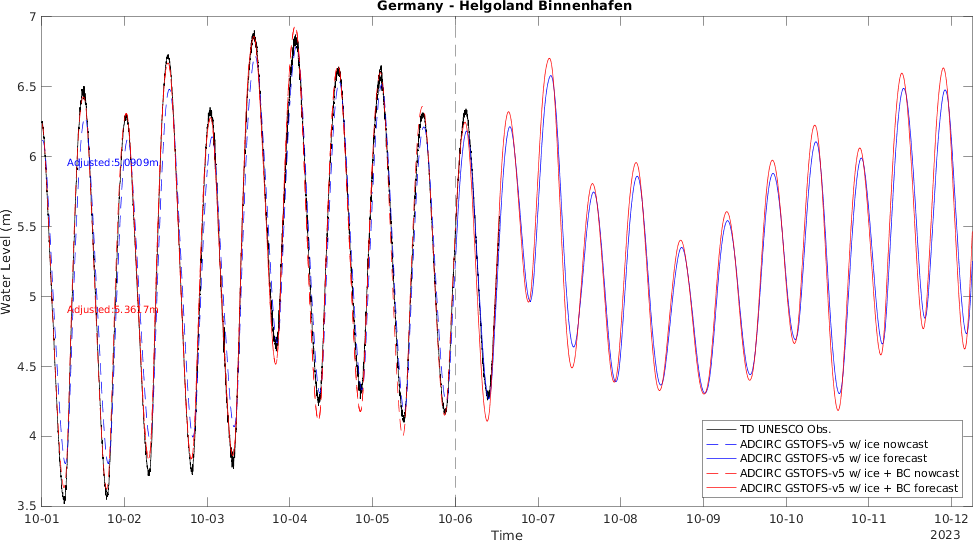 Germany - Helgoland Binnenhafen
7
6.5
6
5.5
5
4.5
4
3.5
Water Level (m)
Adjusted:5.0909m
Adjusted:5.3617m
TD UNESCO Obs.
ADCIRC GSTOFS-v5 w/ ice nowcast
ADCIRC GSTOFS-v5 w/ ice forecast
ADCIRC GSTOFS-v5 w/ ice + BC nowcast
ADCIRC GSTOFS-v5 w/ ice + BC forecast
10-01 10-02 10-03 10-04 10-05 10-06 10-07 10-08 10-09 10-10 10-11 10-12
2023
Time